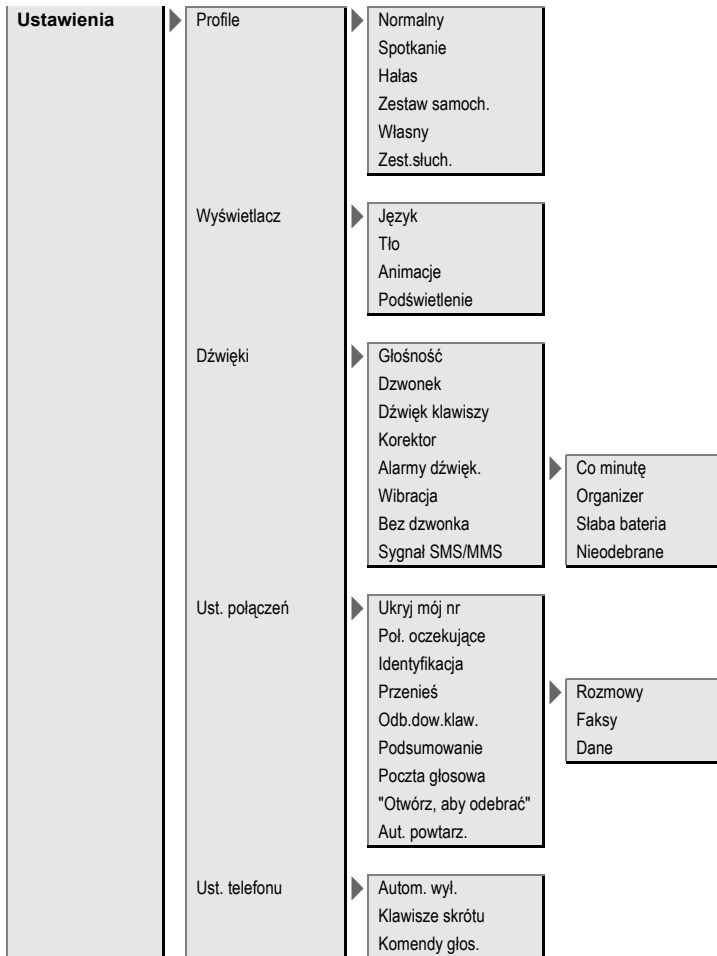 Ustawienia
Profile
Normalny
Spotkanie
Hałas
Zestaw samoch.
Własny
Zest.słuch.
Wyświetlacz
Język
Tło
Animacje
Podświetlenie
Dźwięki
Głośność
Dzwonek
Dźwięk klawiszy
Korektor
Alarmy dźwięk.
Co minutę
Organizer
Słaba bateria
Nieodebrane
Wibracja
Bez dzwonka
Sygnał SMS/MMS
Ust. połączeń
Ukryj mój nr
Poł. oczekujące
Identyfikacja
Przenieś
Rozmowy
Faksy
Dane
Odb.dow.klaw.
Podsumowanie
Poczta głosowa
"Otwórz, aby odebrać"
Aut. powtarz.
Ust. telefonu
Autom. wył.
Klawisze skrótu
Komendy głos.